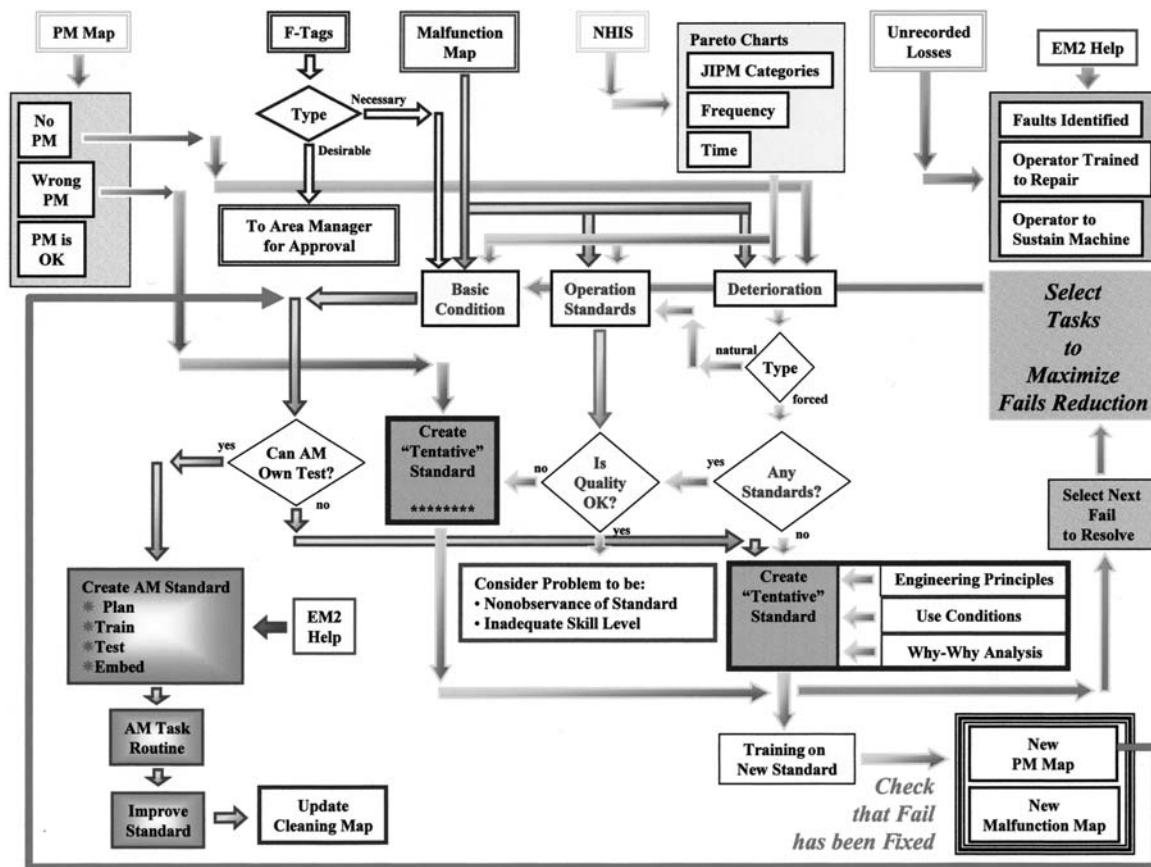 PM Map
F-Tags
Malfunction
Map
NHIS
Unrecorded
Losses
EM2 Help
Pareto Charts
JIPM Categories
Frequency
Time
No
PM
Wrong
PM
PM is
OK
Type
Necessary
Desirable
To Area Manager
for Approval
Faults Identified
Operator Trained
to Repair
Operator to
Sustain Machine
Basic
Condition
Operation
Standards
Deterioration
Select
Tasks
to
Maximize
Fails Reduction
natural
Type
forced
yes
Can AM
Own Test?
no
Create
“Tentative”
Standard
********
no
Is
Quality
OK?
yes
yes
Any
Standards?
no
Select Next
Fail
to Resolve
Create AM Standard
* Plan
*Train
*Test
*Embed
EM2
Help
Consider Problem to be:
• Nonobservance of Standard
• Inadequate Skill Level
Create
“Tentative”
Standard
Engineering Principles
Use Conditions
Why-Why Analysis
AM Task
Routine
Improve
Standard
Update
Cleaning Map
Training on
New Standard
Check
that Fail
has been Fixed
New
PM Map
New
Malfunction Map